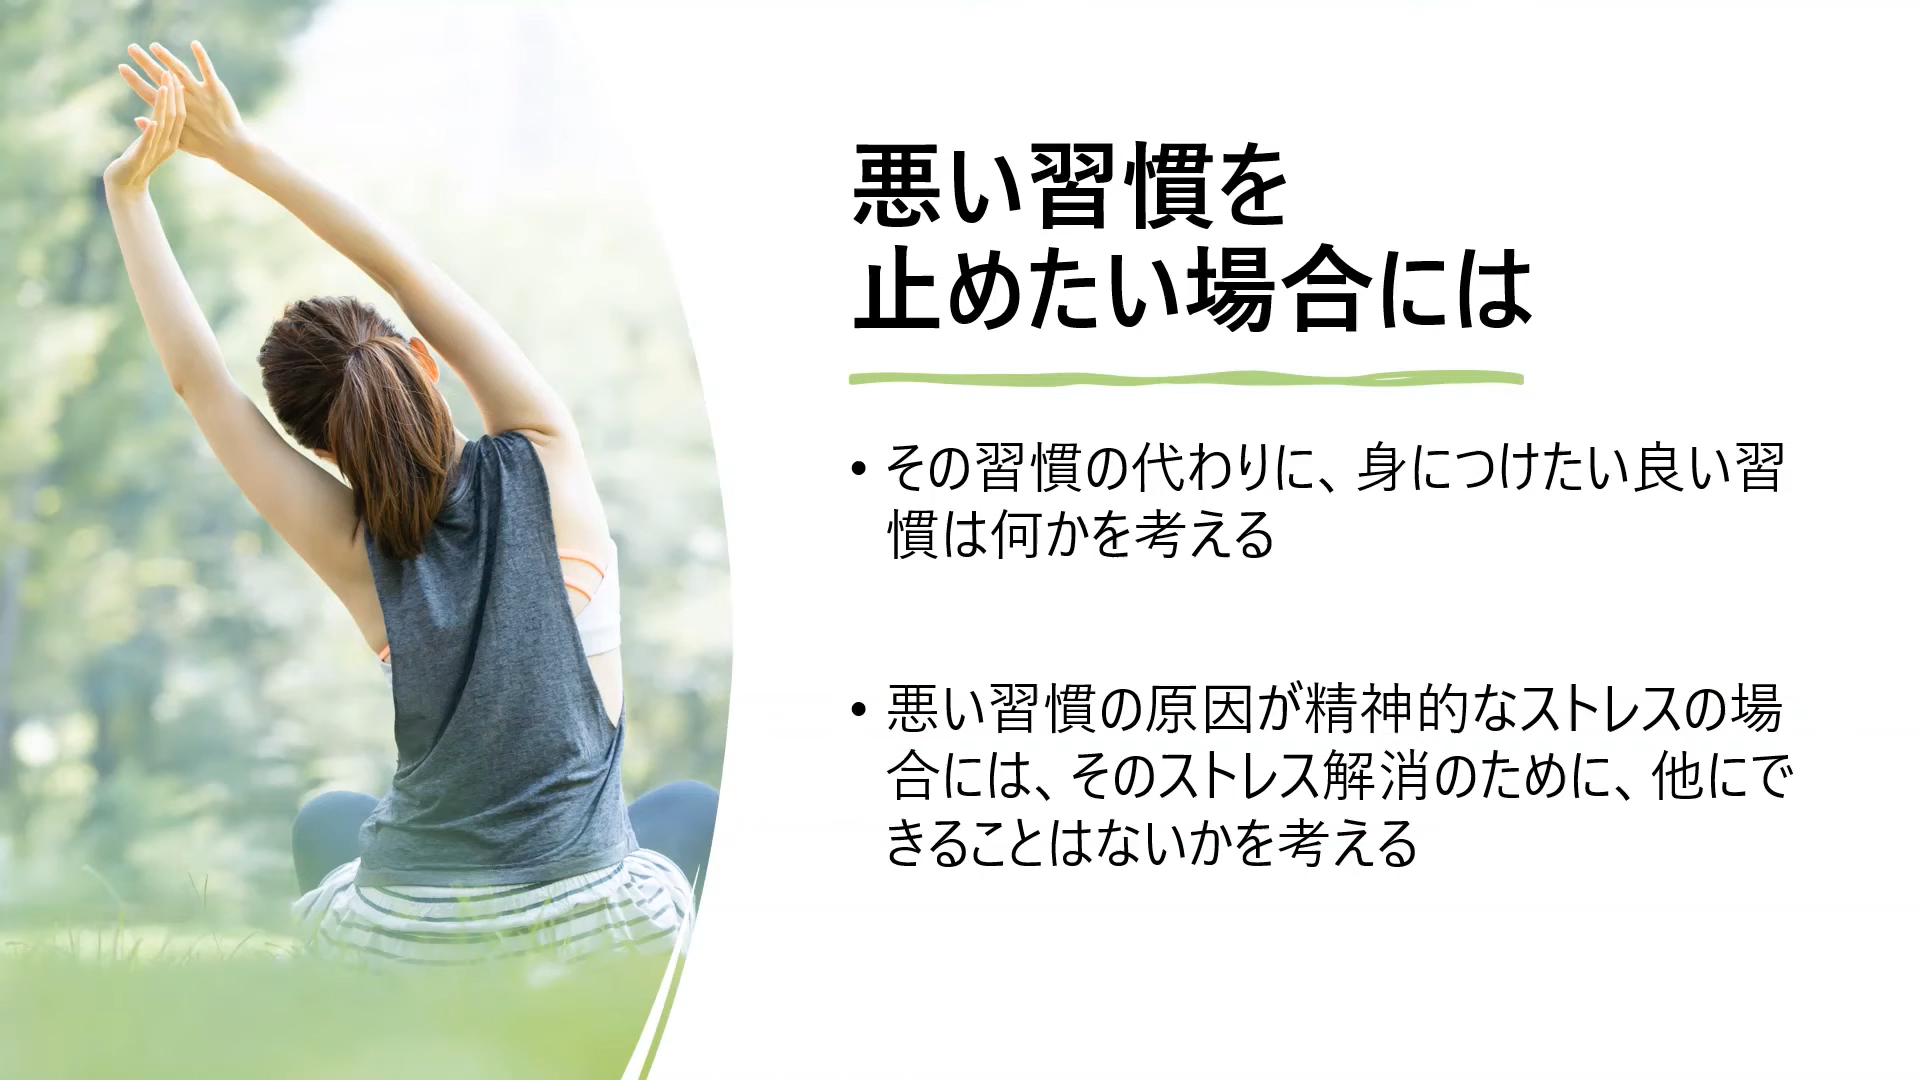 悪い習慣を
止めたい場合には
• その習慣の代わりに、身につけたい良い習
慣は何かを考える
• 悪い習慣の原因が精神的なストレスの場
合には、そのストレス解消のために、他にで
きることはないかを考える